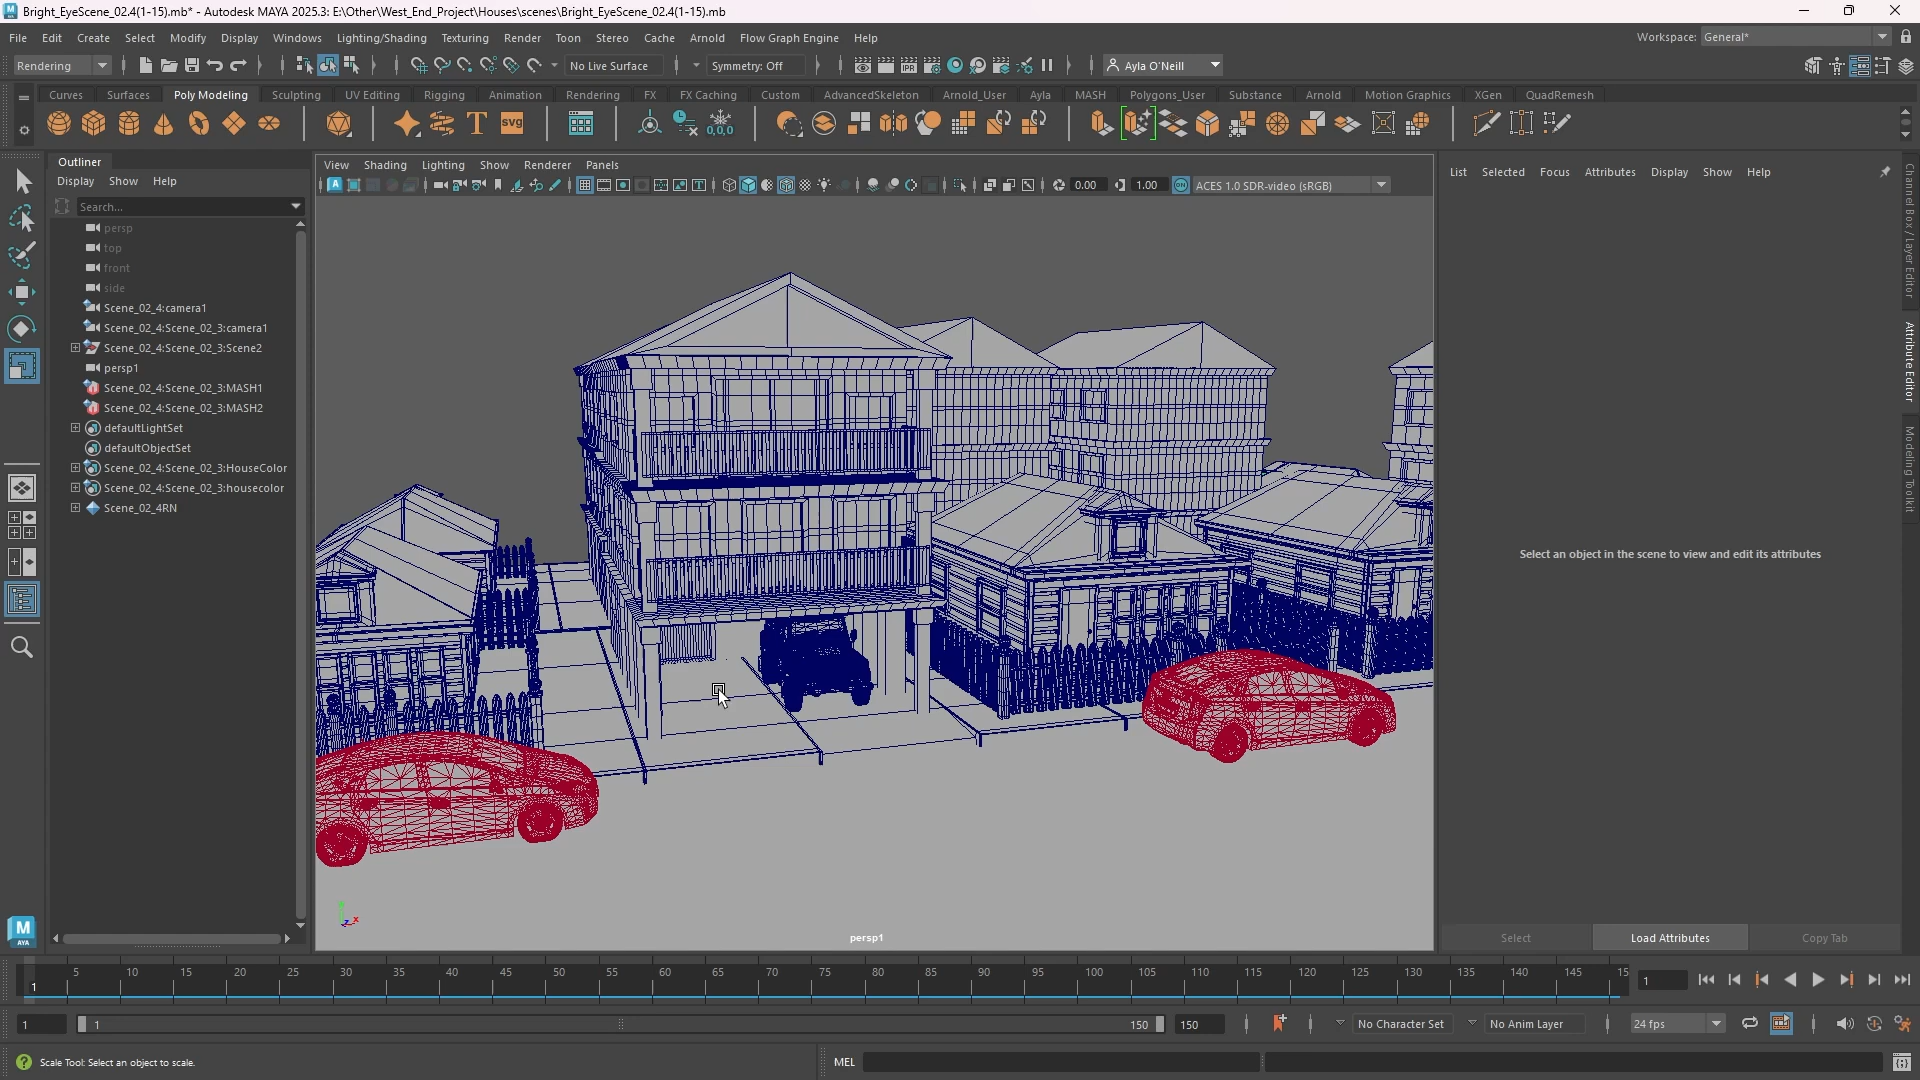 Bright_EyeScene_02.4(1-15).mb* - Autodesk MAYA 2025.3: E:\Other\West_End_Project\Houses\scenes\Bright_EyeScene_02.4(1-15).mb
File Edit Create Select Modify Display Windows Lighting/Shading Texturing Render Toon Stereo Cache Arnold Flow Graph Engine Help Workspace: General*
Rendering No Live Surface Symmetry: Off Ayla O'Neill
Curves Surfaces Poly Modeling Sculpting UV Editing Rigging Animation Rendering FX FX Caching Custom AdvancedSkeleton Arnold_User Ayla MASH Polygons_User Substance Arnold Motion Graphics XGen QuadRemesh
Outliner
Display Show Help
Search...
persp
top
front
side
Scene_02_4:camera1
Scene_02_4:Scene_02_3:camera1
Scene_02_4:Scene_02_3:Scene2
persp1
Scene_02_4:Scene_02_3:MASH1
Scene_02_4:Scene_02_3:MASH2
defaultLightSet
defaultObjectSet
Scene_02_4:Scene_02_3:HouseColor
Scene_02_4:Scene_02_3:housecolor
Scene_02_4RN
View Shading Lighting Show Renderer Panels
0.00 1.00 ACES 1.0 SDR-video (sRGB)
persp1
List Selected Focus Attributes Display Show Help
Select an object in the scene to view and edit its attributes
Select Load Attributes Copy Tab
Channel Box / Layer Editor
Attribute Editor
Modeling Toolkit
5 10 15 20 25 30 35 40 45 50 55 60 65 70 75 80 85 90 95 100 105 110 115 120 125 130 135 140 145 15
1 1
1 1 150 150 No Character Set No Anim Layer 24 fps
Scale Tool: Select an object to scale. MEL